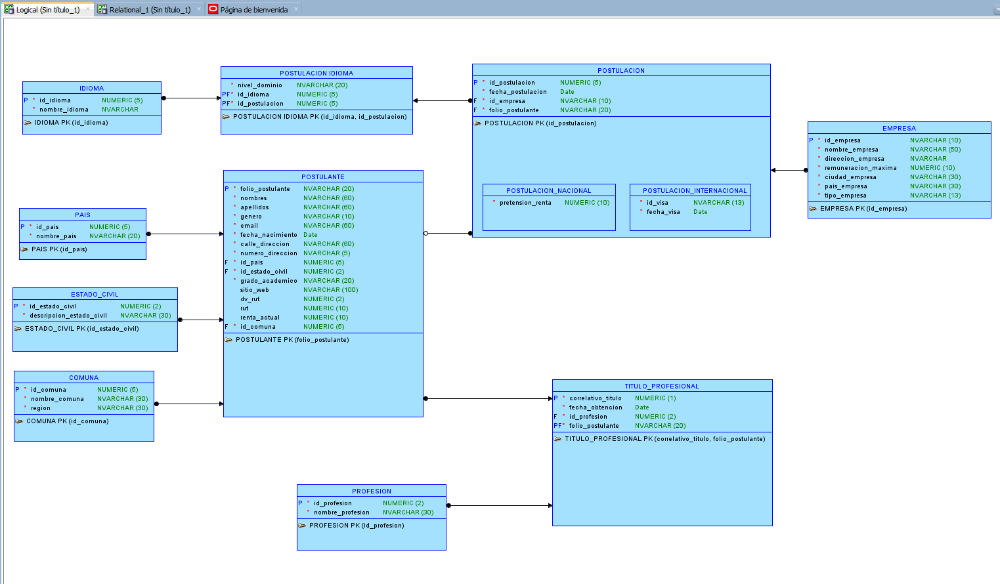 Logical (Sin título_1)
Relational_1 (Sin título_1)
Página de bienvenida
IDIOMA
P * id_idioma NUMERIC (5)
* nombre_idioma NVARCHAR
IDIOMA PK (id_idioma)
POSTULACION IDIOMA
* nivel_dominio NVARCHAR (20)
PF* id_idioma NUMERIC (5)
PF* id_postulacion NUMERIC (5)
POSTULACION IDIOMA PK (id_idioma, id_postulacion)
POSTULACION
P * id_postulacion NUMERIC (5)
* fecha_postulacion Date
F * id_empresa NVARCHAR (10)
F * folio_postulante NVARCHAR (20)
POSTULACION PK (id_postulacion)
POSTULACION_NACIONAL
* pretension_renta NUMERIC (10)
POSTULACION_INTERNACIONAL
* id_visa NVARCHAR (13)
* fecha_visa Date
EMPRESA
P * id_empresa NVARCHAR (10)
* nombre_empresa NVARCHAR (50)
* direccion_empresa NVARCHAR
* remuneracion_maxima NUMERIC (10)
* ciudad_empresa NVARCHAR (30)
* pais_empresa NVARCHAR (30)
* tipo_empresa NVARCHAR (13)
EMPRESA PK (id_empresa)
POSTULANTE
P * folio_postulante NVARCHAR (20)
* nombres NVARCHAR (60)
* apellidos NVARCHAR (60)
* genero NVARCHAR (10)
* email NVARCHAR (60)
* fecha_nacimiento Date
* calle_direccion NVARCHAR (60)
* numero_direccion NVARCHAR (5)
F * id_pais NUMERIC (5)
F * id_estado_civil NUMERIC (2)
* grado_academico NVARCHAR (20)
sitio_web NVARCHAR (100)
dv_rut NUMERIC (2)
rut NUMERIC (10)
renta_actual NUMERIC (10)
F * id_comuna NUMERIC (5)
POSTULANTE PK (folio_postulante)
PAIS
P * id_pais NUMERIC (5)
* nombre_pais NVARCHAR (20)
PAIS PK (id_pais)
ESTADO_CIVIL
P * id_estado_civil NUMERIC (2)
* descripcion_estado_civil NVARCHAR (30)
ESTADO_CIVIL PK (id_estado_civil)
COMUNA
P * id_comuna NUMERIC (5)
* nombre_comuna NVARCHAR (30)
* region NVARCHAR (30)
COMUNA PK (id_comuna)
TITULO_PROFESIONAL
P * correlativo_titulo NUMERIC (1)
* fecha_obtencion Date
F * id_profesion NUMERIC (2)
PF* folio_postulante NVARCHAR (20)
TITULO_PROFESIONAL PK (correlativo_titulo, folio_postulante)
PROFESION
P * id_profesion NUMERIC (2)
* nombre_profesion NVARCHAR (30)
PROFESION PK (id_profesion)